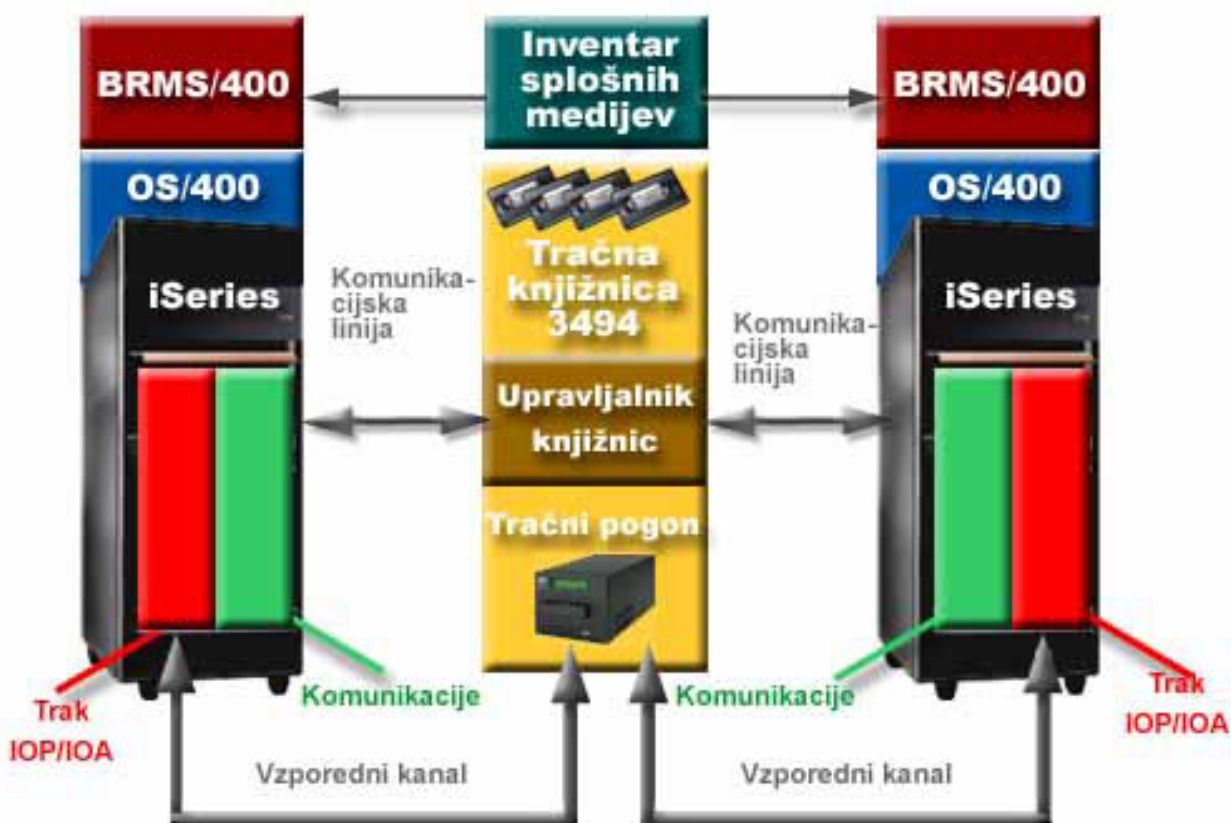 BRMS/400
Inventar
splošnih
medijev
BRMS/400
OS/400
OS/400
iSeries
Komunika-
cijska
linija
Tračna
knjižnica
3494
Komunika-
cijska
linija
iSeries
Upravljalnik
knjižnic
Tračni pogon
Trak
IOP/IOA
Komunikacije
Komunikacije
Trak
IOP/IOA
Vzporedni kanal
Vzporedni kanal